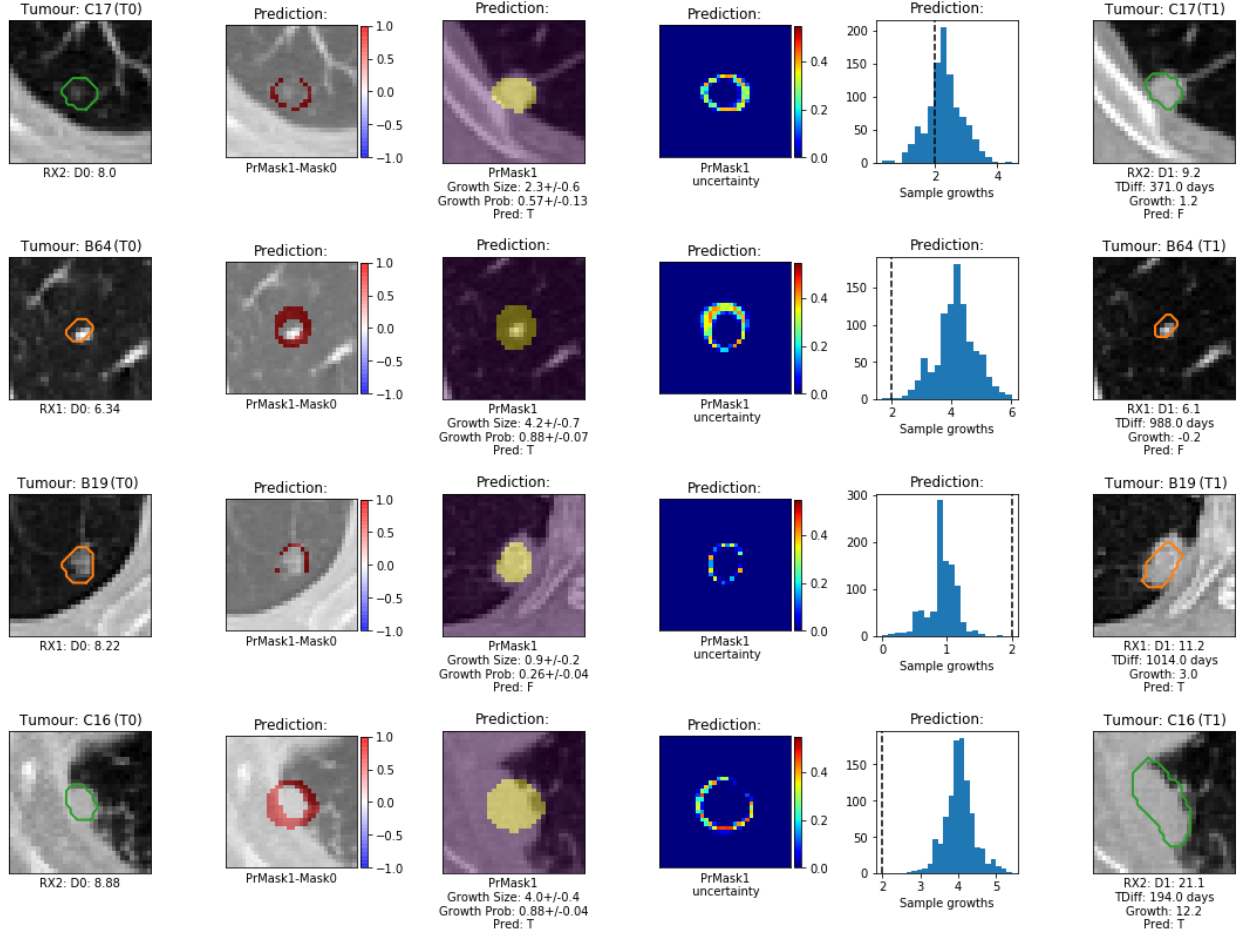 Tumour: C17(T0)
RX2: D0: 8.0
Prediction:
1.0
0.5
0.0
−0.5
−1.0
PrMask1-Mask0
Prediction:
PrMask1
Growth Size: 2.3+/-0.6
Growth Prob: 0.57+/-0.13
Pred: T
0.4
0.2
0.0
PrMask1
uncertainty
Prediction:
200
150
100
50
0
2 4
Sample growths
Tumour: C17(T1)
RX2: D1: 9.2
TDiff: 371.0 days
Growth: 1.2
Pred: F
Tumour: B64 (T0)
RX1: D0: 6.34
Prediction:
1.0
0.5
0.0
−0.5
−1.0
PrMask1-Mask0
Prediction:
PrMask1
Growth Size: 4.2+/-0.7
Growth Prob: 0.88+/-0.07
Pred: T
0.4
0.2
0.0
PrMask1
uncertainty
Prediction:
150
100
50
0
2 4 6
Sample growths
Tumour: B64 (T1)
RX1: D1: 6.1
TDiff: 988.0 days
Growth: -0.2
Pred: F
Tumour: B19 (T0)
RX1: D0: 8.22
Prediction:
1.0
0.5
0.0
−0.5
−1.0
PrMask1-Mask0
Prediction:
PrMask1
Growth Size: 0.9+/-0.2
Growth Prob: 0.26+/-0.04
Pred: F
0.4
0.2
0.0
PrMask1
uncertainty
Prediction:
300
200
100
0
0 1 2
Sample growths
Tumour: B19 (T1)
RX1: D1: 11.2
TDiff: 1014.0 days
Growth: 3.0
Pred: T
Tumour: C16 (T0)
RX2: D0: 8.88
Prediction:
1.0
0.5
0.0
−0.5
−1.0
PrMask1-Mask0
Prediction:
PrMask1
Growth Size: 4.0+/-0.4
Growth Prob: 0.88+/-0.04
Pred: T
0.4
0.2
0.0
PrMask1
uncertainty
Prediction:
150
100
50
0
2 3 4 5
Sample growths
Tumour: C16 (T1)
RX2: D1: 21.1
TDiff: 194.0 days
Growth: 12.2
Pred: T